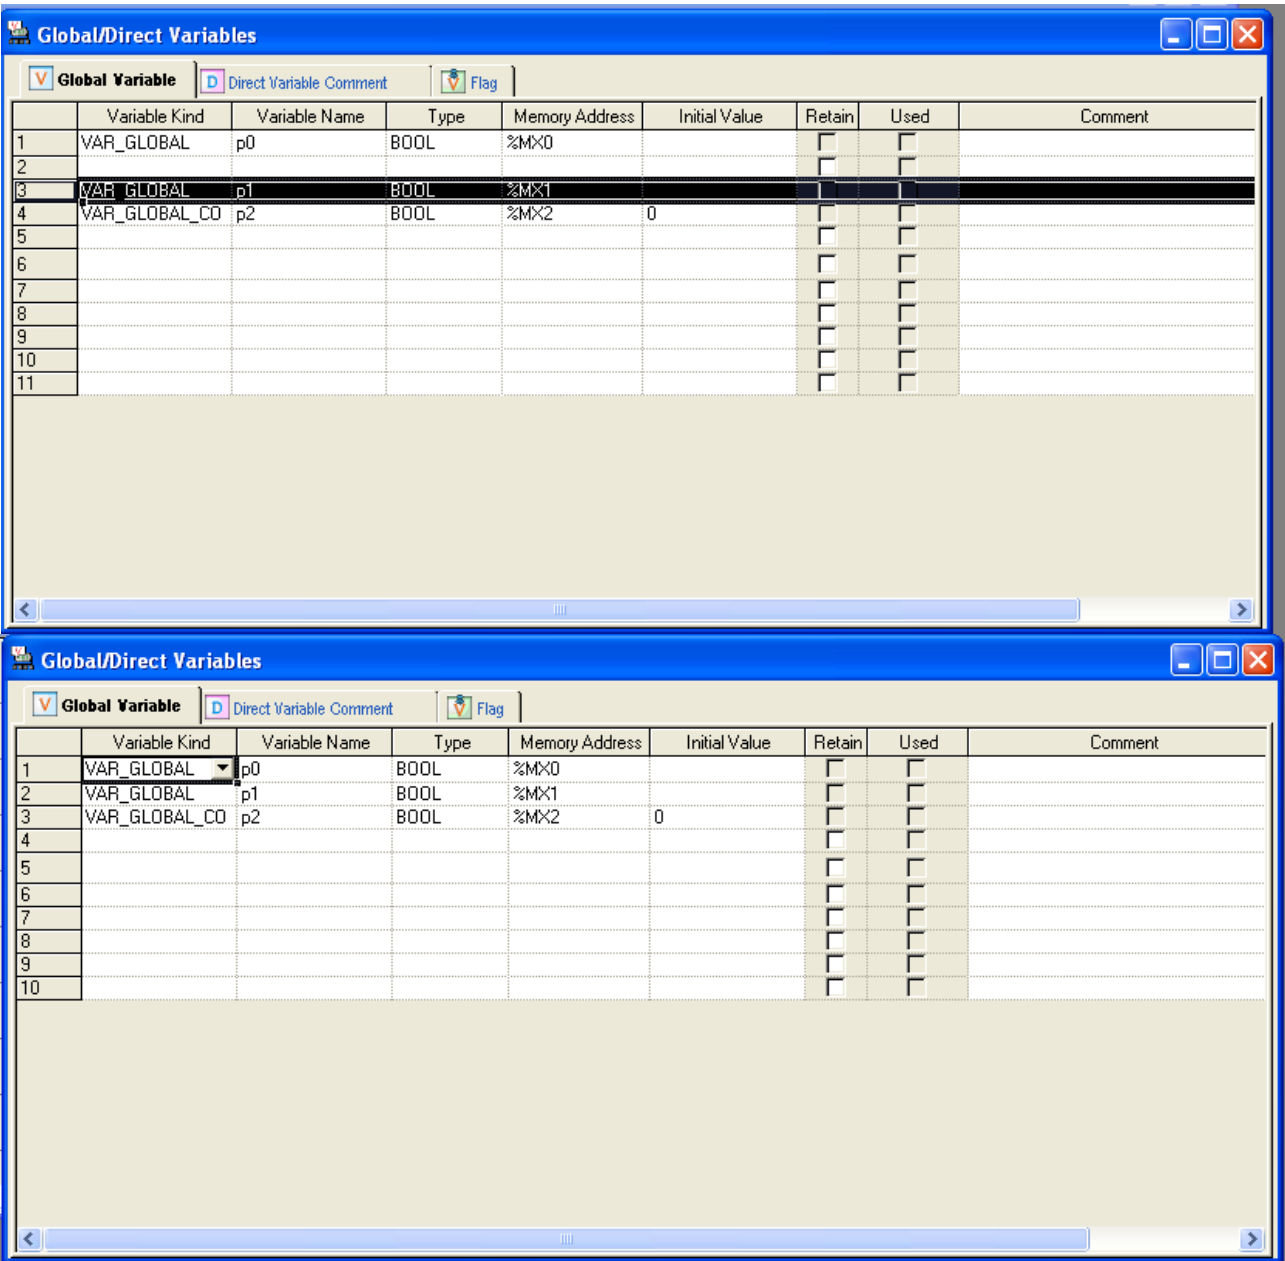 Global/Direct Variables
V Global Variable D Direct Variable Comment V Flag
Variable Kind Variable Name Type Memory Address Initial Value Retain Used Comment
1 VAR_GLOBAL p0 BOOL %MX0
2
3 VAR_GLOBAL p1 BOOL %MX1
4 VAR_GLOBAL_CO p2 BOOL %MX2 0
5
6
7
8
9
10
11
Global/Direct Variables
V Global Variable D Direct Variable Comment V Flag
Variable Kind Variable Name Type Memory Address Initial Value Retain Used Comment
1 VAR_GLOBAL p0 BOOL %MX0
2 VAR_GLOBAL p1 BOOL %MX1
3 VAR_GLOBAL_CO p2 BOOL %MX2 0
4
5
6
7
8
9
10